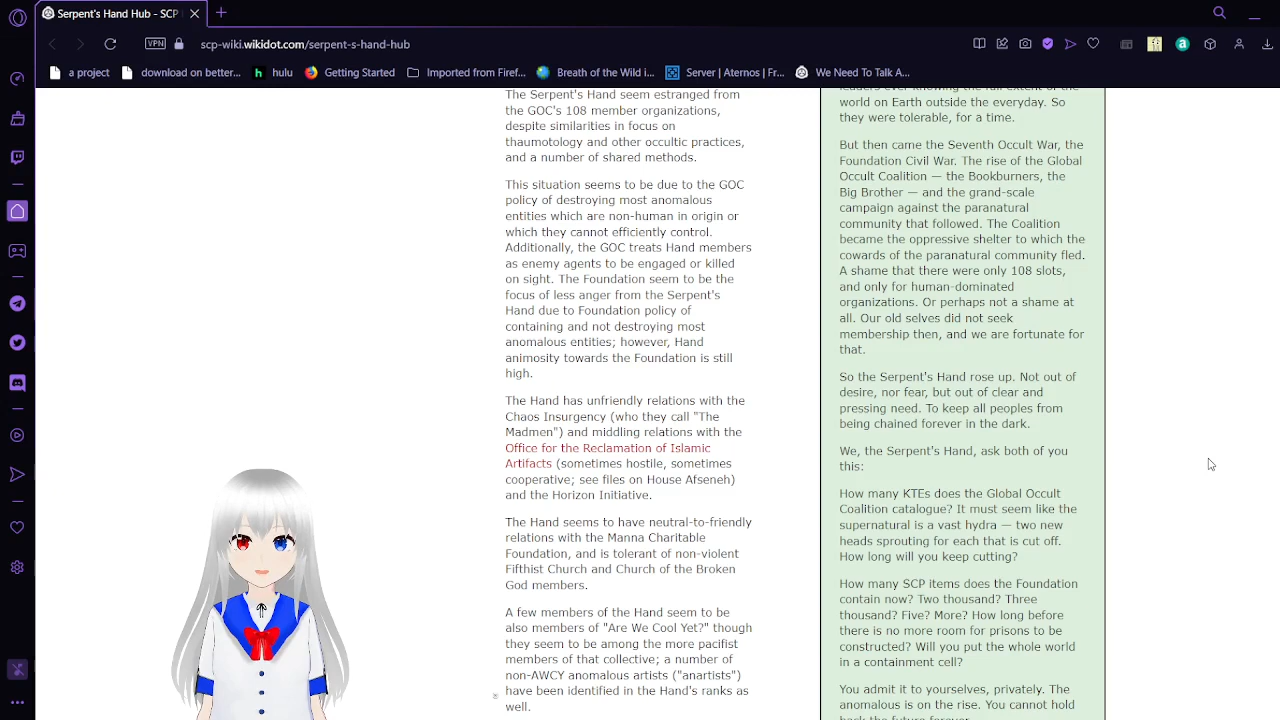 Serpent's Hand Hub - SCP
scp-wiki.wikidot.com/serpent-s-hand-hub
VPN
a project
download on better...
hulu
Getting Started
Imported from Firef...
Breath of the Wild i...
Server | Aternos | Fr...
We Need To Talk A...
The Serpent's Hand seem estranged from
the GOC's 108 member organizations,
despite similarities in focus on
thaumotology and other occultic practices,
and a number of shared methods.
This situation seems to be due to the GOC
policy of destroying most anomalous
entities which are non-human in origin or
which they cannot efficiently control.
Additionally, the GOC treats Hand members
as enemy agents to be engaged or killed
on sight. The Foundation seem to be the
focus of less anger from the Serpent's
Hand due to Foundation policy of
containing and not destroying most
anomalous entities; however, Hand
animosity towards the Foundation is still
high.
The Hand has unfriendly relations with the
Chaos Insurgency (who they call "The
Madmen") and middling relations with the
Office for the Reclamation of Islamic
Artifacts (sometimes hostile, sometimes
cooperative; see files on House Afseneh)
and the Horizon Initiative.
The Hand seems to have neutral-to-friendly
relations with the Manna Charitable
Foundation, and is tolerant of non-violent
Fifthist Church and Church of the Broken
God members.
A few members of the Hand seem to be
also members of "Are We Cool Yet?" though
they seem to be among the more pacifist
members of that collective; a number of
non-AWCY anomalous artists ("anartists")
have been identified in the Hand's ranks as
well.
leaders ever knowing the full extent of the
world on Earth outside the everyday. So
they were tolerable, for a time.
But then came the Seventh Occult War, the
Foundation Civil War. The rise of the Global
Occult Coalition — the Bookburners, the
Big Brother — and the grand-scale
campaign against the paranatural
community that followed. The Coalition
became the oppressive shelter to which the
cowards of the paranatural community fled.
A shame that there were only 108 slots,
and only for human-dominated
organizations. Or perhaps not a shame at
all. Our old selves did not seek
membership then, and we are fortunate for
that.
So the Serpent's Hand rose up. Not out of
desire, nor fear, but out of clear and
pressing need. To keep all peoples from
being chained forever in the dark.
We, the Serpent's Hand, ask both of you
this:
How many KTEs does the Global Occult
Coalition catalogue? It must seem like the
supernatural is a vast hydra — two new
heads sprouting for each that is cut off.
How long will you keep cutting?
How many SCP items does the Foundation
contain now? Two thousand? Three
thousand? Five? More? How long before
there is no more room for prisons to be
constructed? Will you put the whole world
in a containment cell?
You admit it to yourselves, privately. The
anomalous is on the rise. You cannot hold
back the future forever.